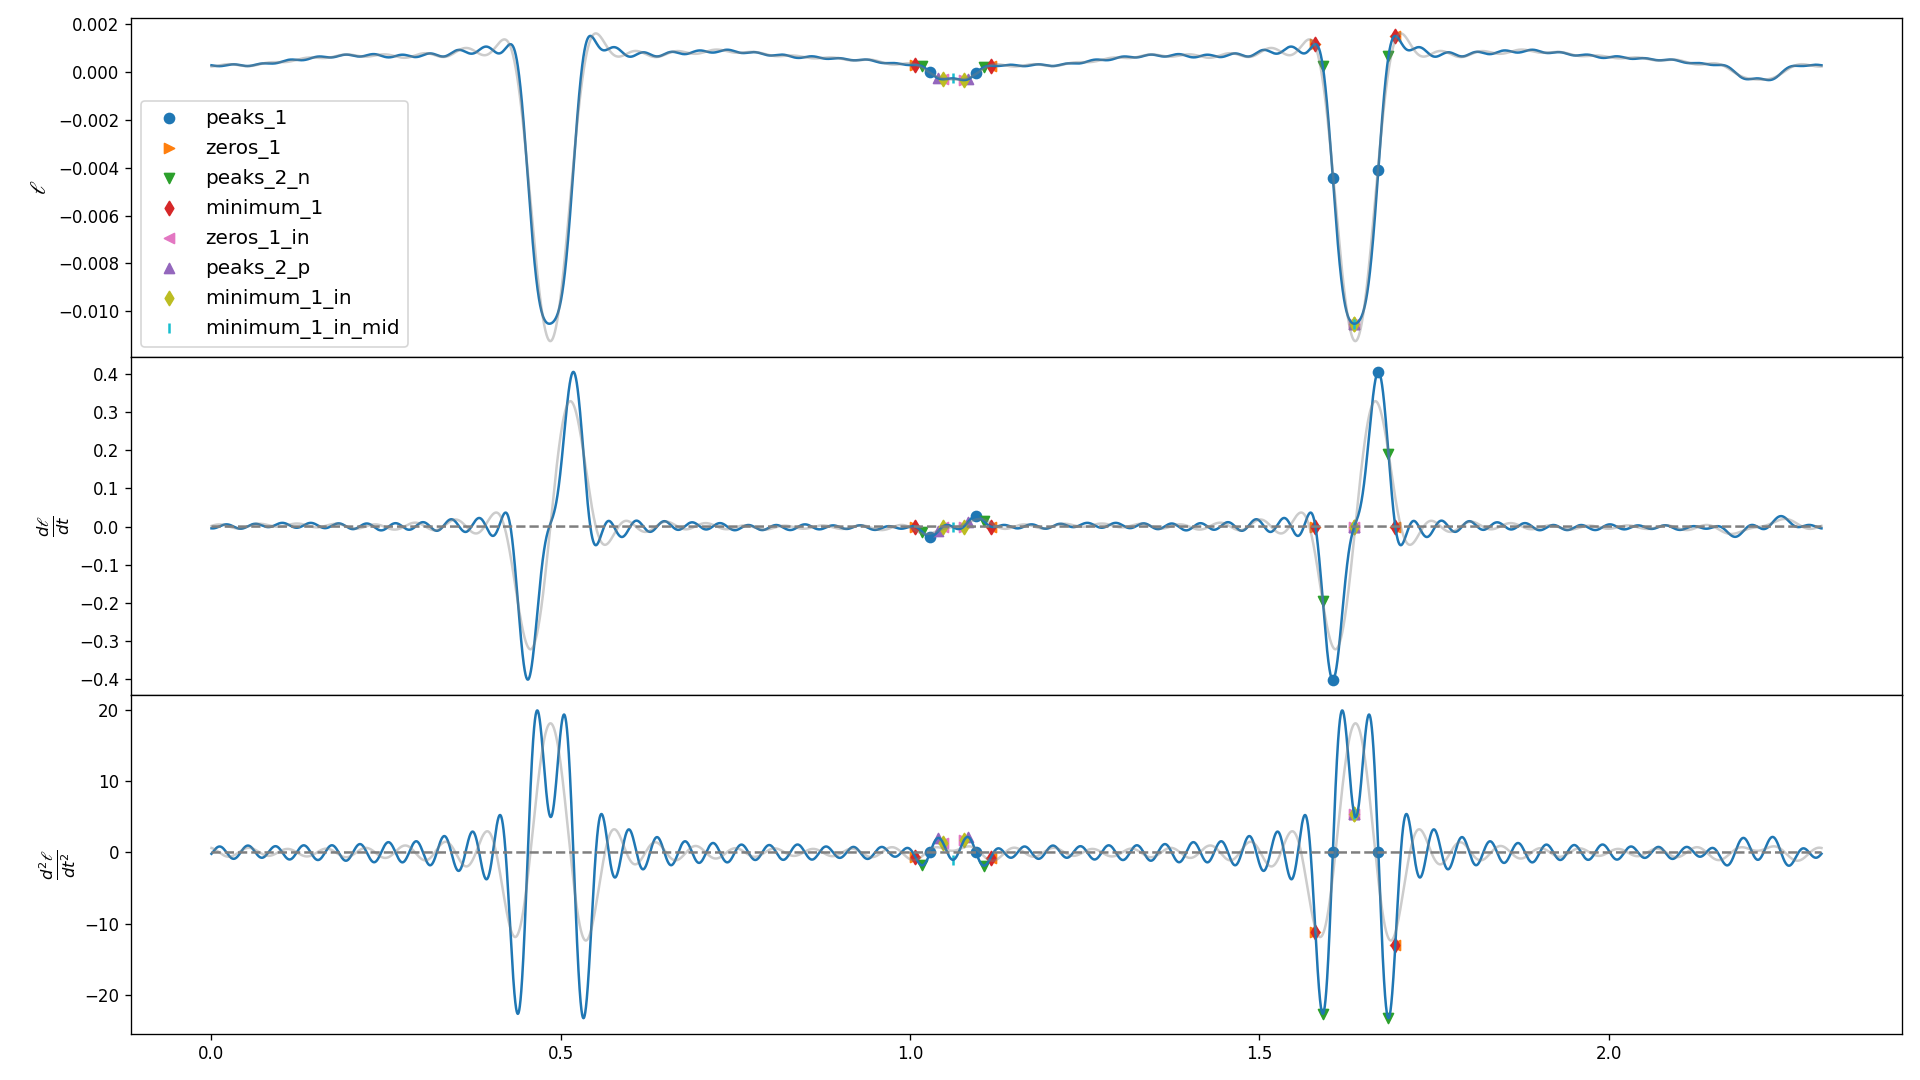 0.002
0.000
−0.002
−0.004
−0.006
−0.008
−0.010
ℓ
peaks_1
zeros_1
peaks_2_n
minimum_1
zeros_1_in
peaks_2_p
minimum_1_in
minimum_1_in_mid
0.4
0.3
0.2
0.1
0.0
−0.1
−0.2
−0.3
−0.4
dℓ
dt
20
10
0
−10
−20
d²ℓ
dt²
0.0 0.5 1.0 1.5 2.0